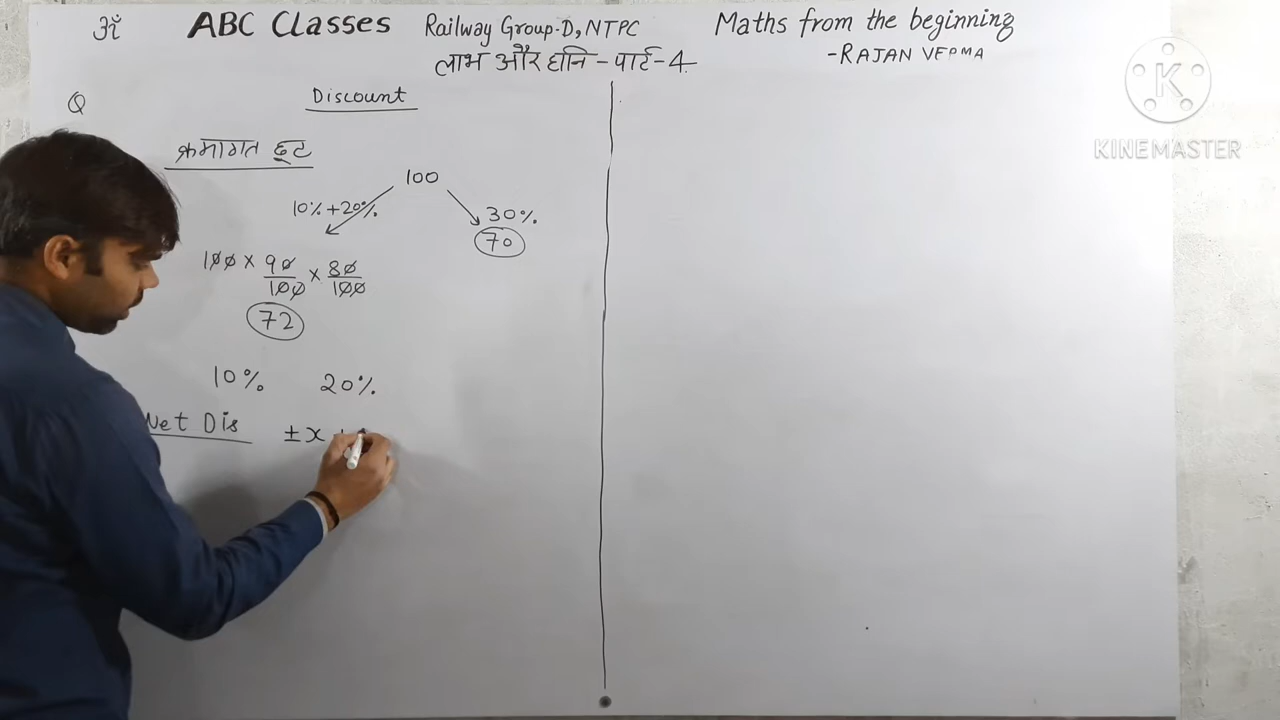 ॐ ABC Classes Railway Group-D, NTPC Maths from the beginning
लाभ और हानि - पार्ट-4 -RAJAN VERMA
K
KINEMASTER
Q Discount
क्रमागत छूट
100
10% + 20% 30%
70
100 × 90/100 × 80/100
72
10% 20%
Net Dis ± x